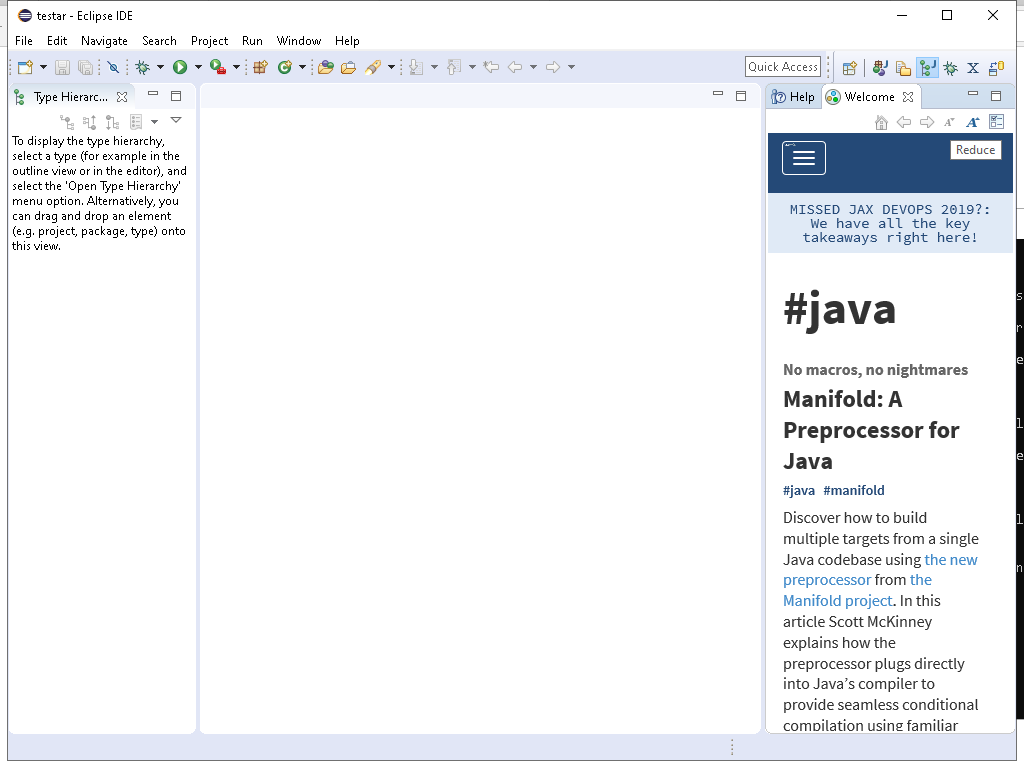 testar - Eclipse IDE
File Edit Navigate Search Project Run Window Help
Quick Access
Type Hierarc...
Help Welcome
To display the type hierarchy,
select a type (for example in the
outline view or in the editor), and
select the 'Open Type Hierarchy'
menu option. Alternatively, you
can drag and drop an element
(e.g. project, package, type) onto
this view.
Reduce
MISSED JAX DEVOPS 2019?:
We have all the key
takeaways right here!
#java
No macros, no nightmares
Manifold: A
Preprocessor for
Java
#java #manifold
Discover how to build
multiple targets from a single
Java codebase using the new
preprocessor from the
Manifold project. In this
article Scott McKinney
explains how the
preprocessor plugs directly
into Java’s compiler to
provide seamless conditional
compilation using familiar